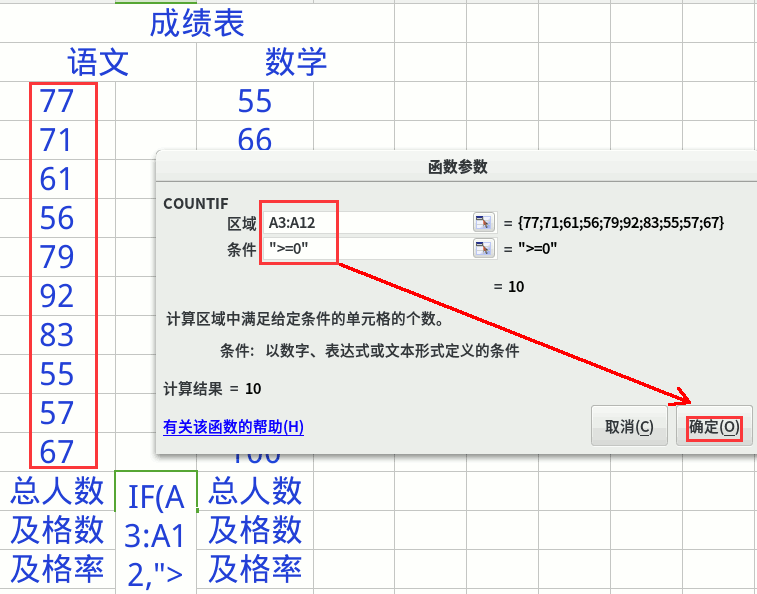 成绩表
语文 数学
77 55
71 66
61
56
79
92
83
55
57
67
函数参数
COUNTIF
区域 A3:A12 = {77;71;61;56;79;92;83;55;57;67}
条件 ">=0" = ">=0"
= 10
计算区域中满足给定条件的单元格的个数。
条件: 以数字、表达式或文本形式定义的条件
计算结果 = 10
有关该函数的帮助(H) 取消(C) 确定(O)
总人数 IF(A 总人数
及格数 3:A1 及格数
及格率 2,"> 及格率